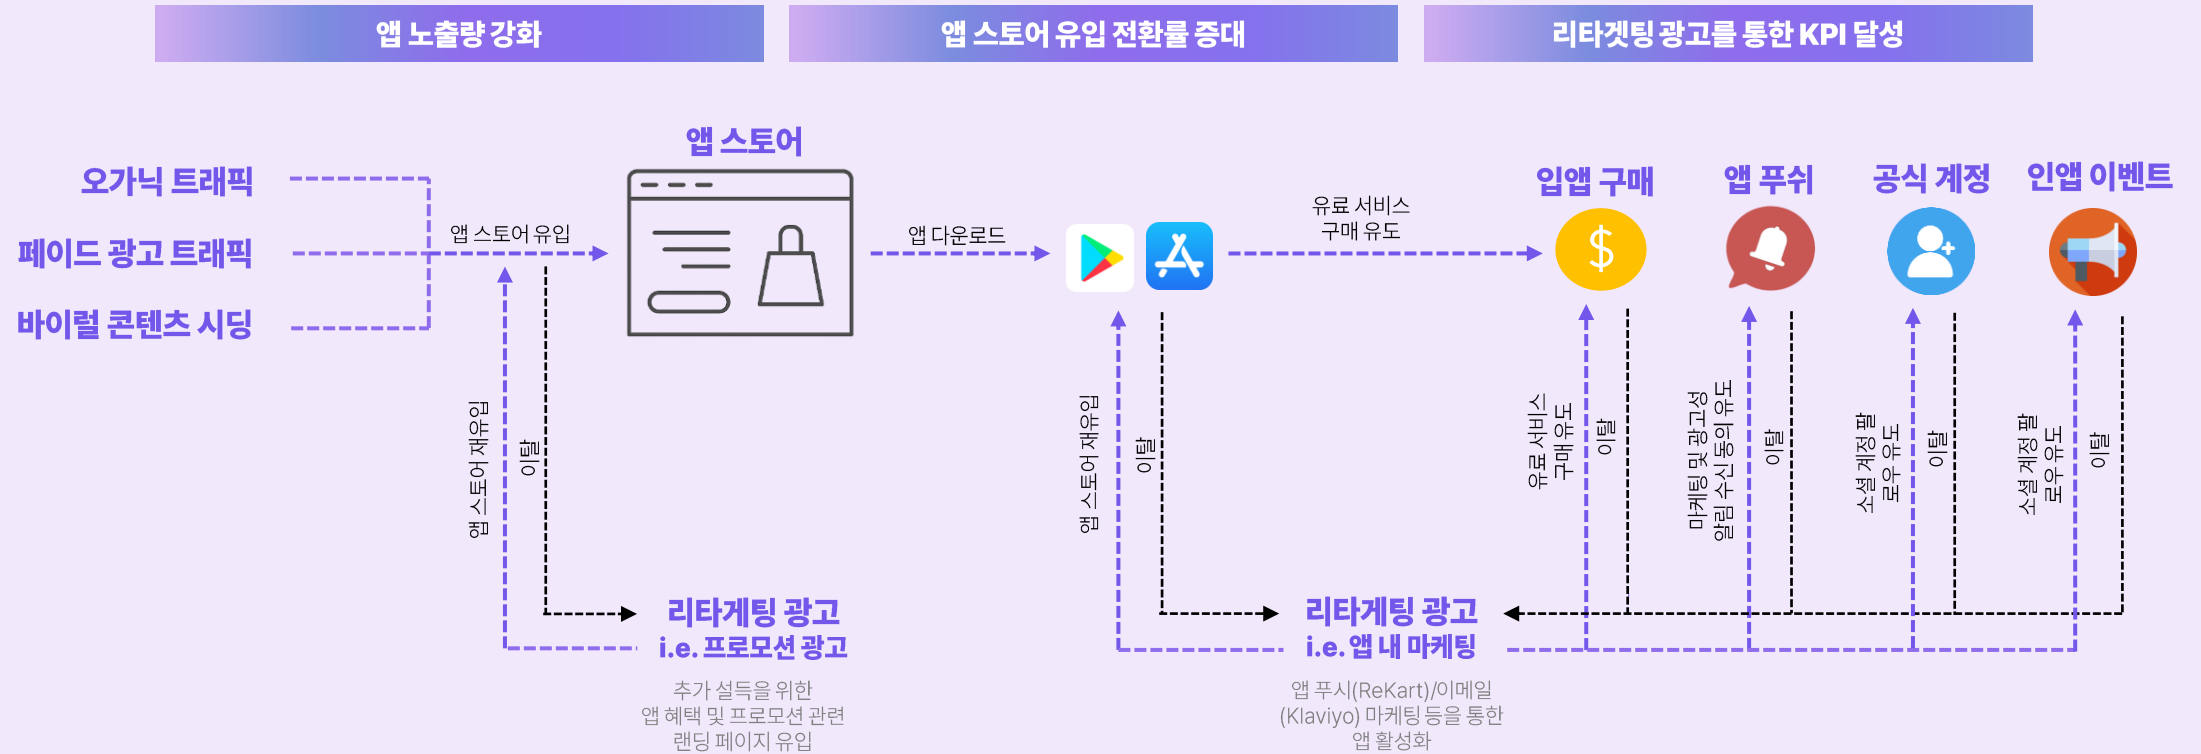 앱 노출량 강화
앱 스토어 유입 전환률 증대
리타겟팅 광고를 통한 KPI 달성
오가닉 트래픽
페이드 광고 트래픽
바이럴 콘텐츠 시딩
앱 스토어 유입
앱 스토어
앱 다운로드
유료 서비스
구매 유도
입앱 구매
앱 푸쉬
공식 계정
인앱 이벤트
앱 스토어 재유입
이탈
앱 스토어 재유입
이탈
유료 서비스
구매 유도
이탈
마케팅 및 광고성
알림 수신 동의 유도
이탈
소셜 계정 팔
로우 유도
이탈
소셜 계정 팔
로우 유도
이탈
리타게팅 광고
i.e. 프로모션 광고
추가 설득을 위한
앱 혜택 및 프로모션 관련
랜딩 페이지 유입
리타게팅 광고
i.e. 앱 내 마케팅
앱 푸시(ReKart)/이메일
(Klaviyo) 마케팅 등을 통한
앱 활성화